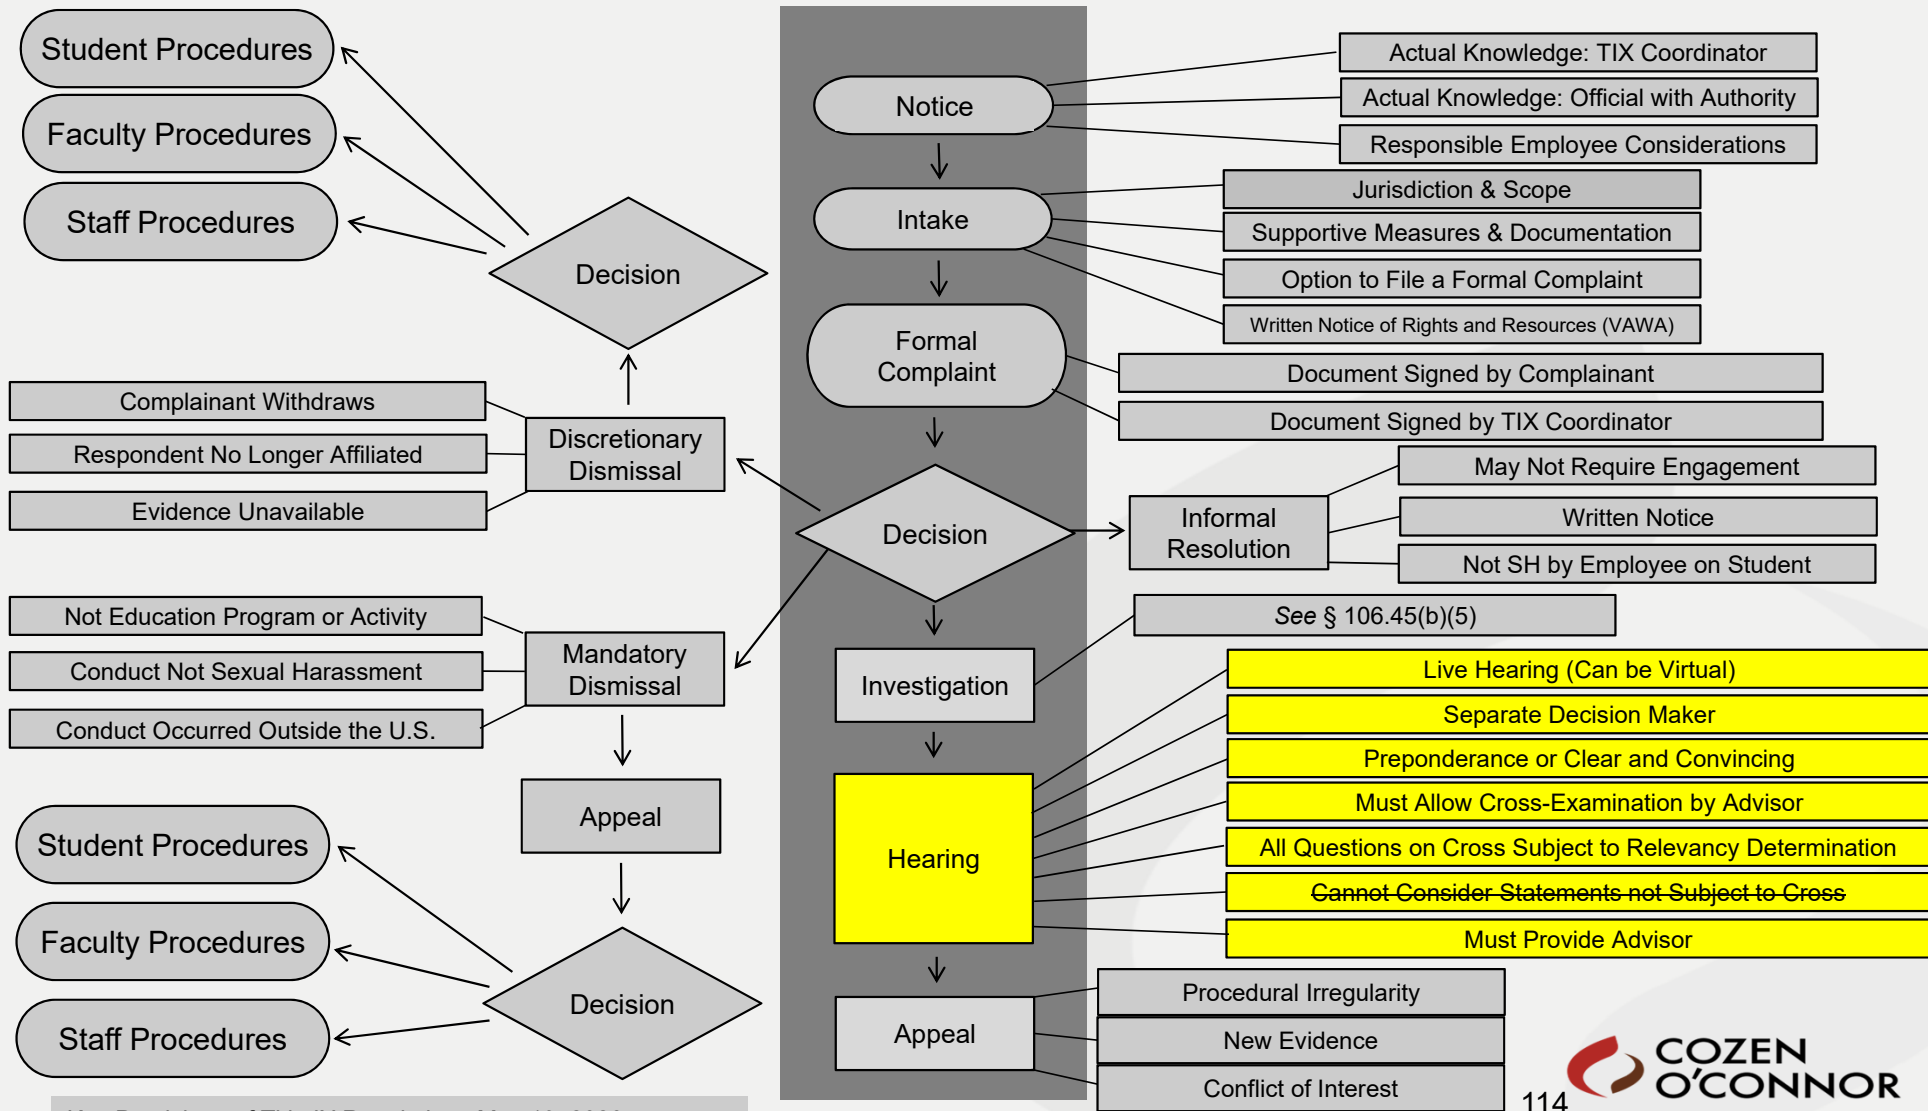 Student Procedures
Faculty Procedures
Staff Procedures
Decision
Complainant Withdraws
Respondent No Longer Affiliated
Evidence Unavailable
Discretionary
Dismissal
Not Education Program or Activity
Conduct Not Sexual Harassment
Conduct Occurred Outside the U.S.
Mandatory
Dismissal
Appeal
Student Procedures
Faculty Procedures
Staff Procedures
Decision
Notice
Intake
Formal
Complaint
Decision
Investigation
Hearing
Appeal
Actual Knowledge: TIX Coordinator
Actual Knowledge: Official with Authority
Responsible Employee Considerations
Jurisdiction & Scope
Supportive Measures & Documentation
Option to File a Formal Complaint
Written Notice of Rights and Resources (VAWA)
Document Signed by Complainant
Document Signed by TIX Coordinator
Informal
Resolution
May Not Require Engagement
Written Notice
Not SH by Employee on Student
See § 106.45(b)(5)
Live Hearing (Can be Virtual)
Separate Decision Maker
Preponderance or Clear and Convincing
Must Allow Cross-Examination by Advisor
All Questions on Cross Subject to Relevancy Determination
Cannot Consider Statements not Subject to Cross
Must Provide Advisor
Procedural Irregularity
New Evidence
Conflict of Interest
114
COZEN
O'CONNOR